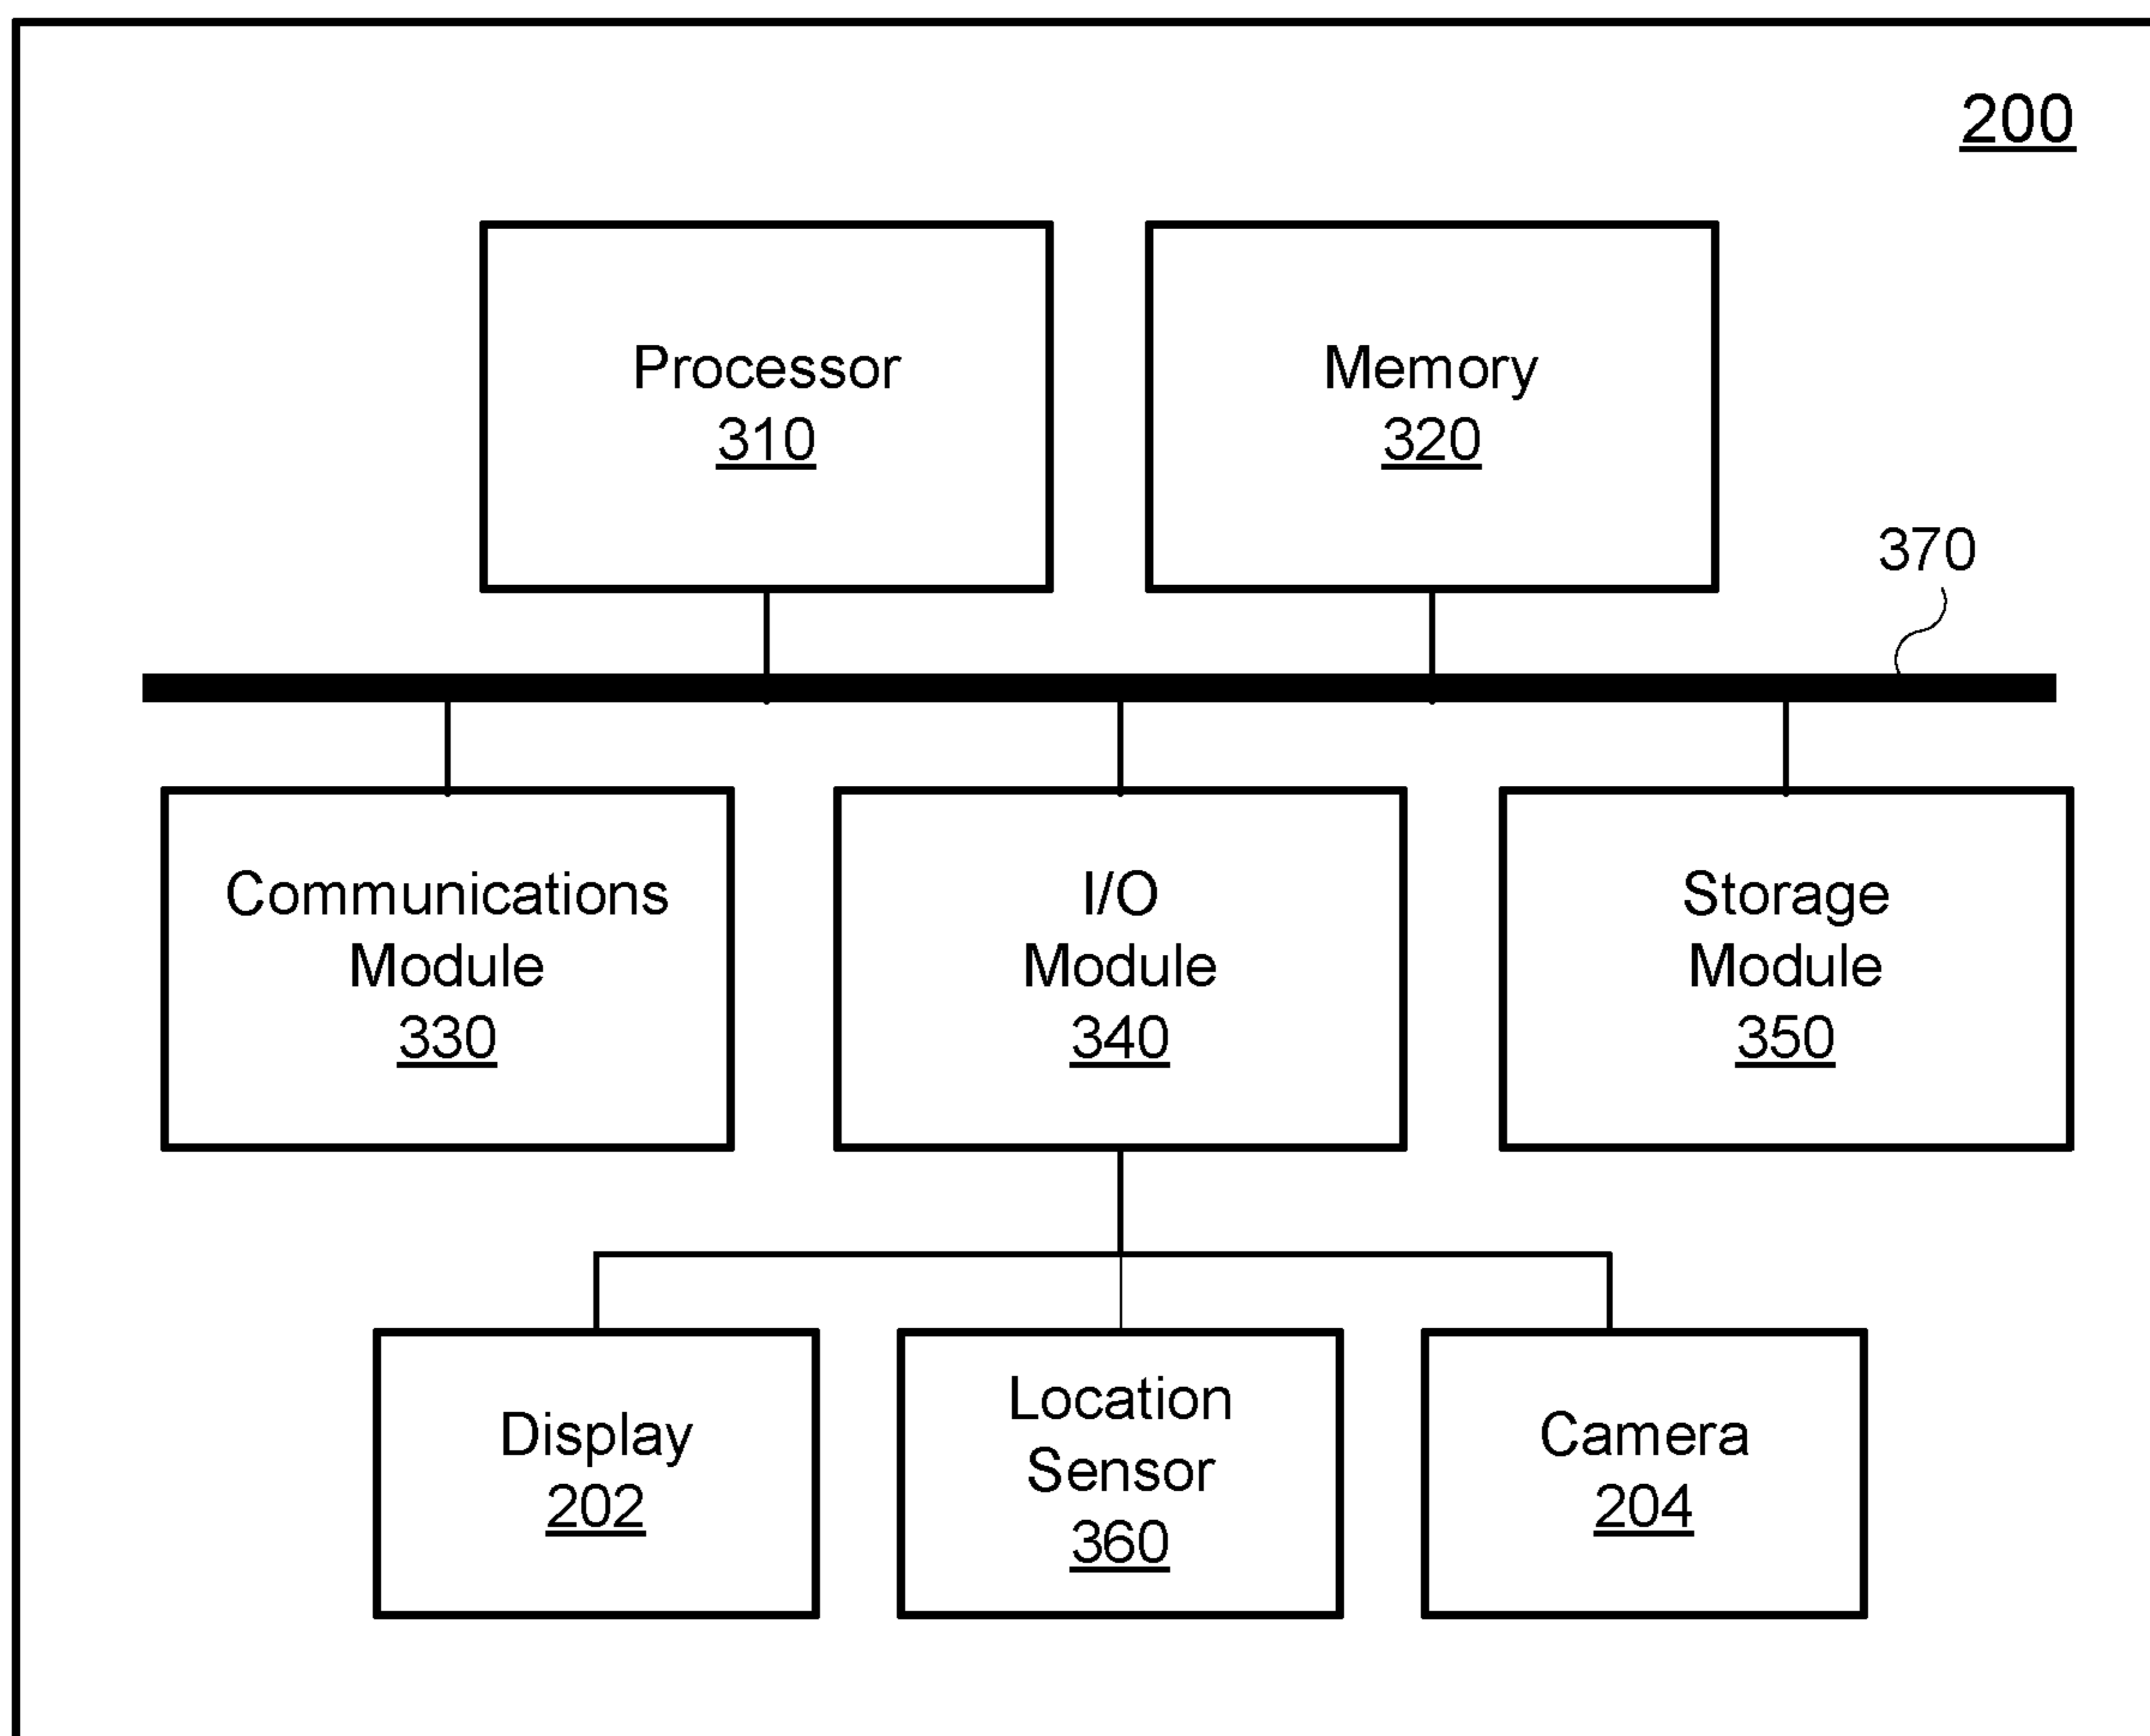 200
Processor
310
Memory
320
370
Communications
Module
330
I/O
Module
340
Storage
Module
350
Display
202
Location
Sensor
360
Camera
204